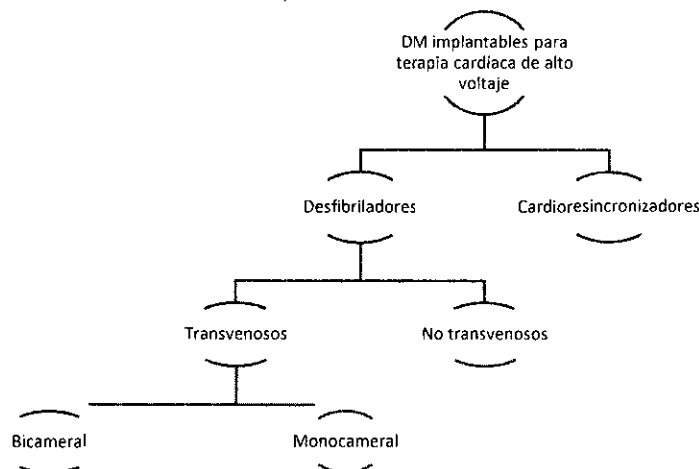 DM implantables para
terapia cardíaca de alto
voltaje
Desfibriladores
Cardioresincronizadores
Transvenosos
No transvenosos
Bicameral
Monocameral